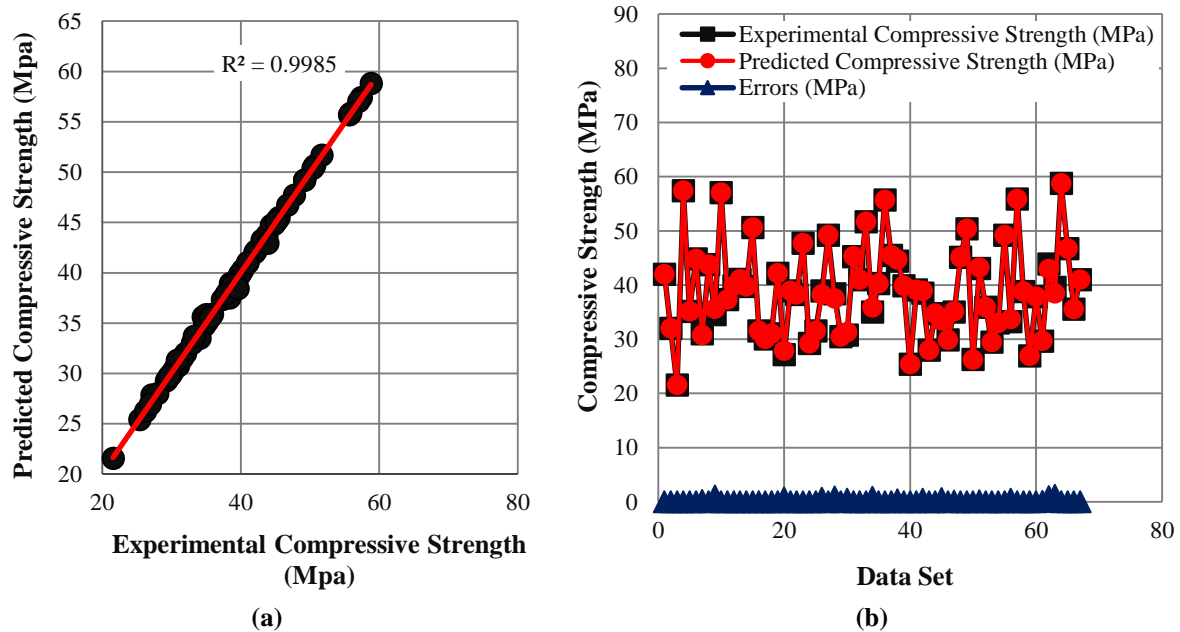 R² = 0.9985
Predicted Compressive Strength (Mpa)
65
60
55
50
45
40
35
30
25
20
20
40
60
80
Experimental Compressive Strength
(Mpa)
(a)
Experimental Compressive Strength (MPa)
Predicted Compressive Strength (MPa)
Errors (MPa)
Compressive Strength (MPa)
90
80
70
60
50
40
30
20
10
0
0
20
40
60
80
Data Set
(b)